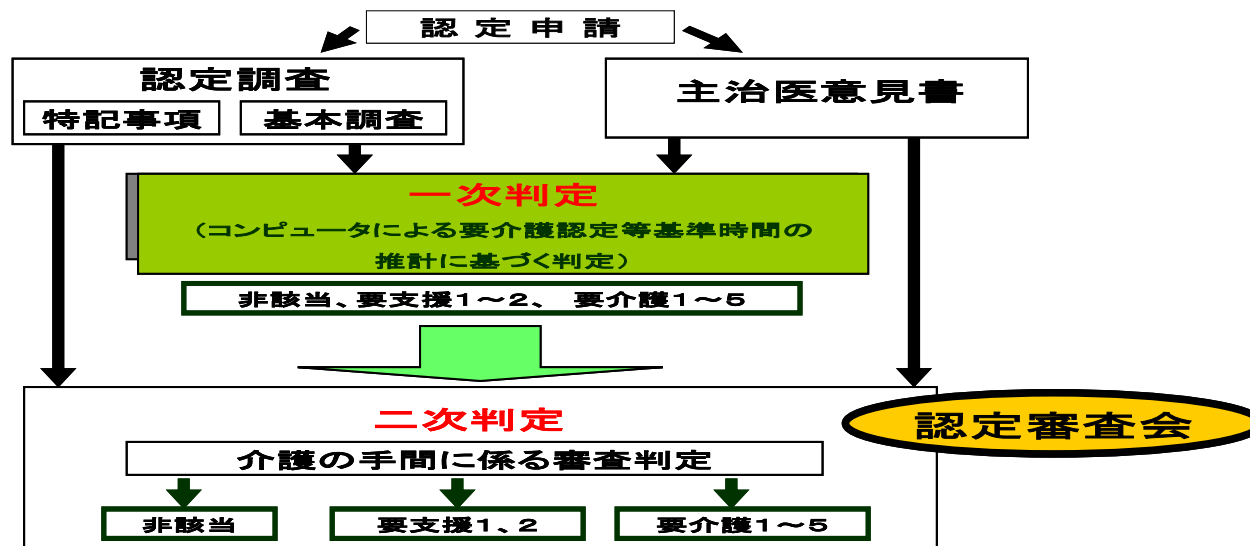 認定申請
認定調査
特記事項
基本調査
主治医意見書
一次判定
(コンピュータによる要介護認定等基準時間の
推計に基づく判定)
非該当、要支援1~2、 要介護1~5
二次判定
認定審査会
介護の手間に係る審査判定
非該当
要支援1、2
要介護1~5